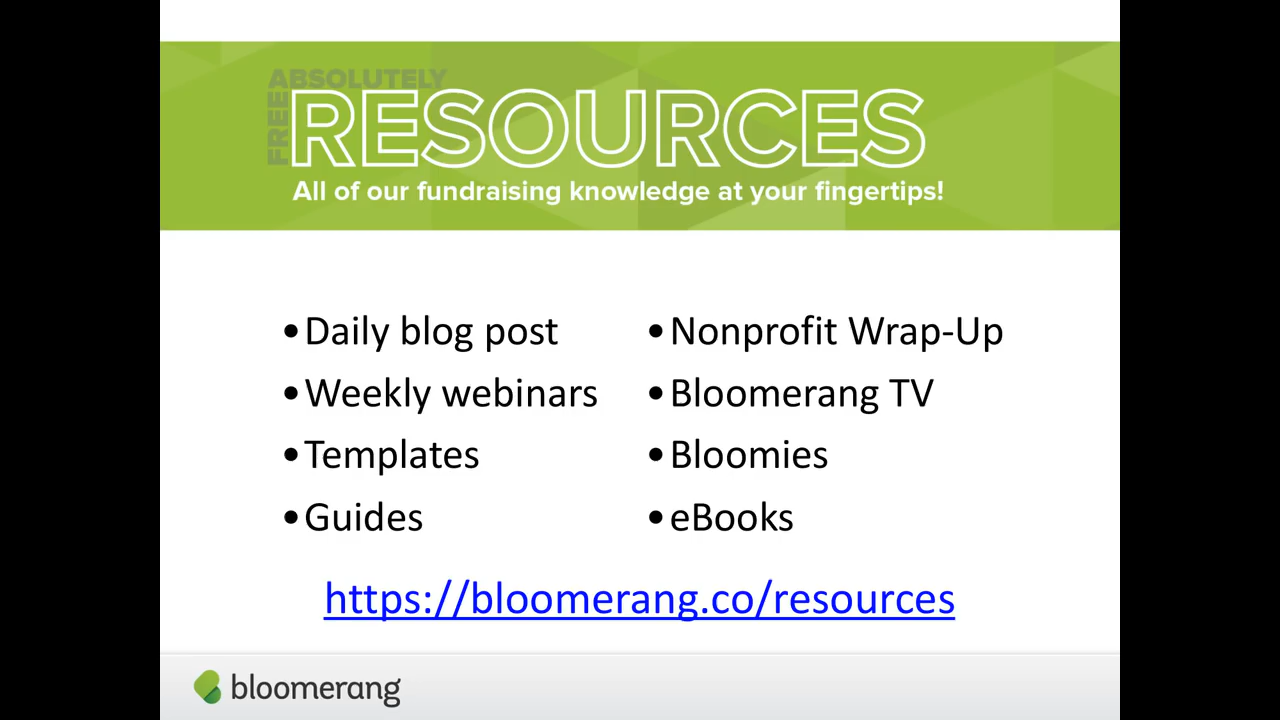 ABSOLUTELY
FREE
RESOURCES
All of our fundraising knowledge at your fingertips!
•Daily blog post
•Weekly webinars
•Templates
•Guides
•Nonprofit Wrap-Up
•Bloomerang TV
•Bloomies
•eBooks
https://bloomerang.co/resources
bloomerang